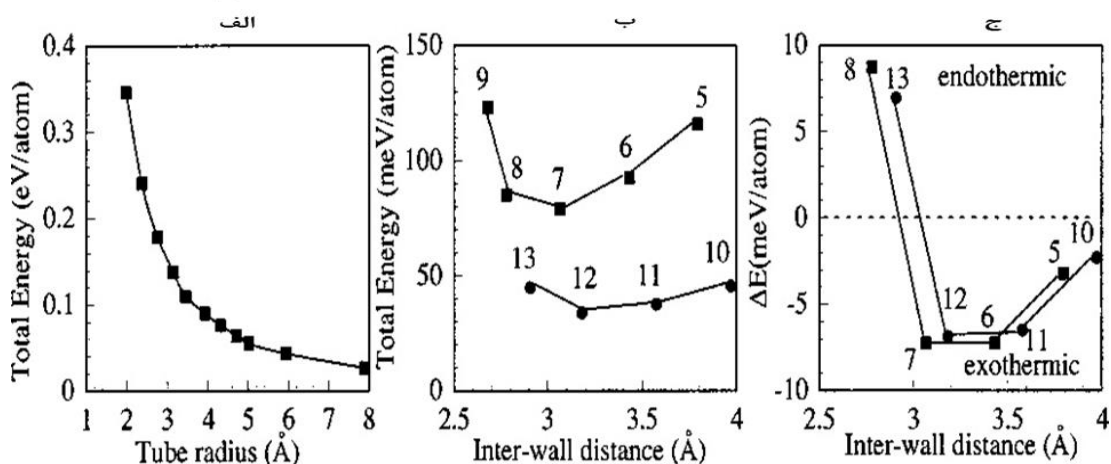 الف
ب
ج
Total Energy (eV/atom)
0.4
0.3
0.2
0.1
0
1 2 3 4 5 6 7 8
Tube radius (Å)
Total Energy (meV/atom)
150
100
50
0
9
8
7
6
5
13
12
11
10
2.5 3 3.5 4
Inter-wall distance (Å)
ΔE(meV/atom)
10
5
0
-5
-10
8
13
endothermic
12
7
6
5
10
11
exothermic
2.5 3 3.5 4
Inter-wall distance (Å)